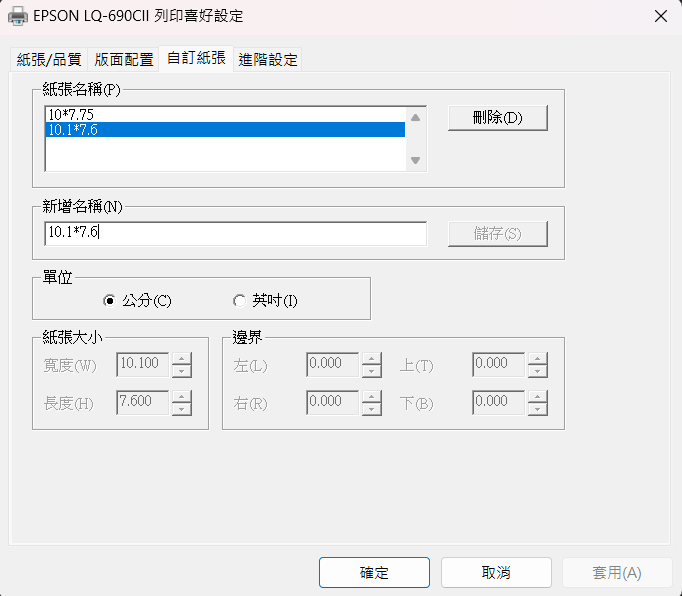 EPSON LQ-690CII 列印喜好設定
紙張/品質 版面配置 自訂紙張 進階設定
紙張名稱(P)
10*7.75
10.1*7.6
刪除(D)
新增名稱(N)
10.1*7.6
儲存(S)
單位
公分(C) 英吋(I)
紙張大小
寬度(W) 10.100
長度(H) 7.600
邊界
左(L) 0.000 上(T) 0.000
右(R) 0.000 下(B) 0.000
確定 取消 套用(A)